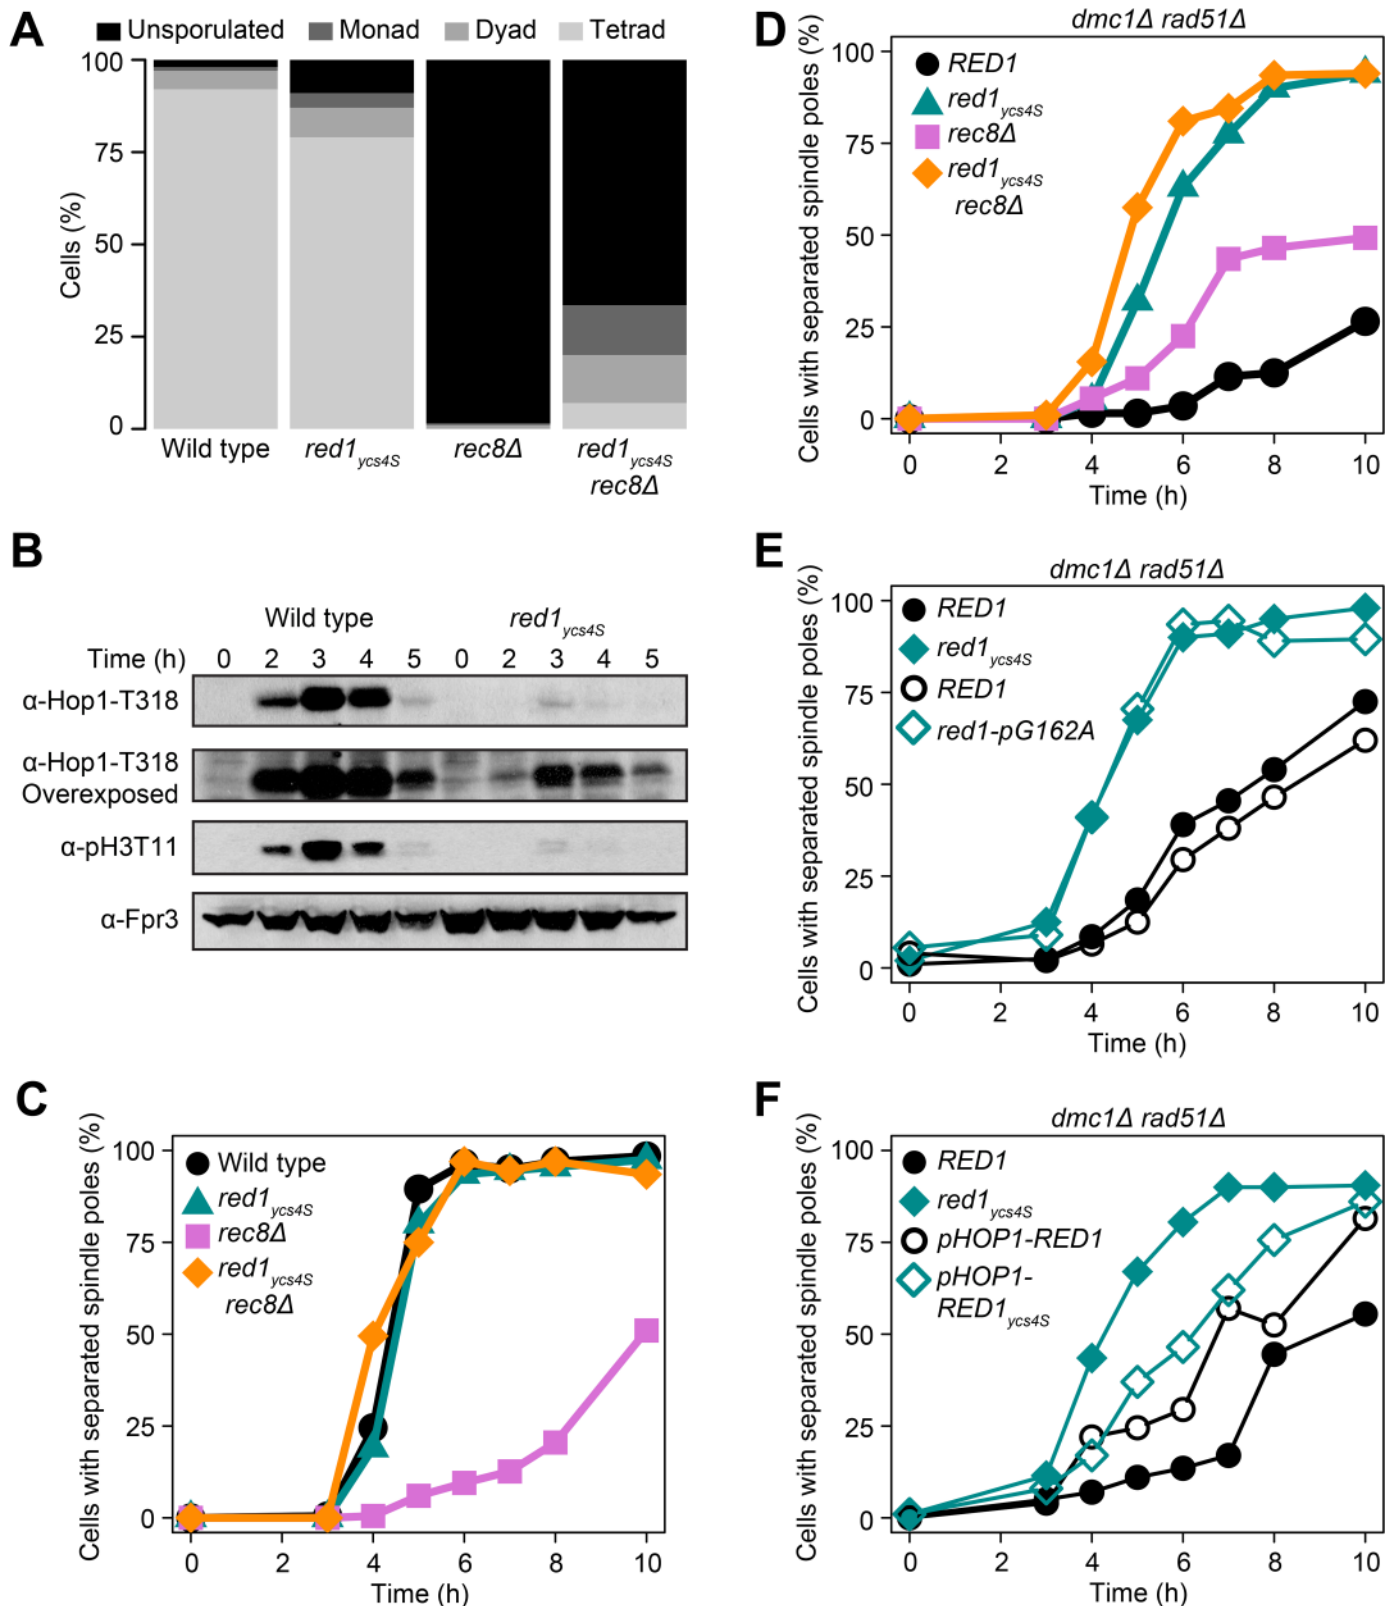 A
Unsporulated Monad Dyad Tetrad
Cells (%)
100
75
50
25
0
Wild type red1ycs4S rec8Δ red1ycs4S
rec8Δ
B
Wild type red1ycs4S
Time (h) 0 2 3 4 5 0 2 3 4 5
α-Hop1-T318
α-Hop1-T318
Overexposed
α-pH3T11
α-Fpr3
C
Cells with separated spindle poles (%)
100
75
50
25
0
Wild type
red1ycs4S
rec8Δ
red1ycs4S
rec8Δ
0 2 4 6 8 10
Time (h)
D
dmc1Δ rad51Δ
Cells with separated spindle poles (%)
100
75
50
25
0
RED1
red1ycs4S
rec8Δ
red1ycs4S
rec8Δ
0 2 4 6 8 10
Time (h)
E
dmc1Δ rad51Δ
Cells with separated spindle poles (%)
100
75
50
25
0
RED1
red1ycs4S
RED1
red1-pG162A
0 2 4 6 8 10
Time (h)
F
dmc1Δ rad51Δ
Cells with separated spindle poles (%)
100
75
50
25
0
RED1
red1ycs4S
pHOP1-RED1
pHOP1-
RED1ycs4S
0 2 4 6 8 10
Time (h)